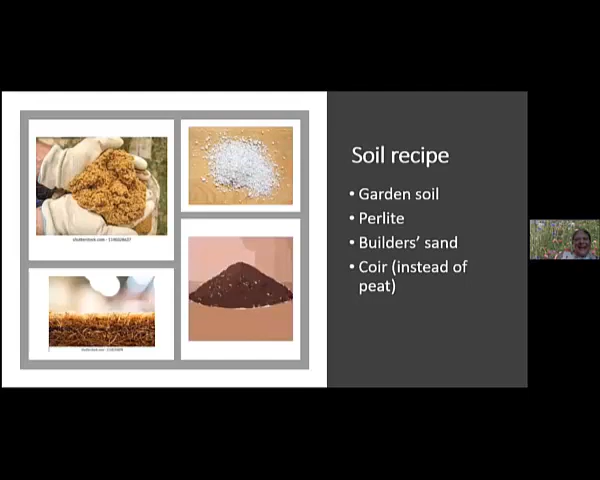 Soil recipe
• Garden soil
• Perlite
• Builders' sand
• Coir (instead of
peat)